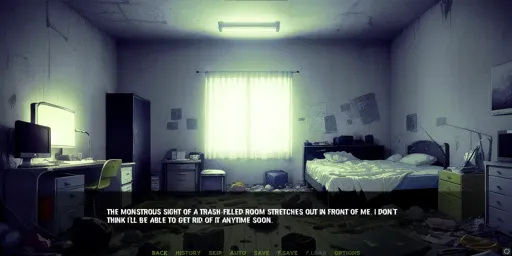 THE MONSTROUS SIGHT OF A TRASH-FILLED ROOM STRETCHES OUT IN FRONT OF ME. I DON'T
THINK I'LL BE ABLE TO GET RID OF IT ANYTIME SOON.
BACK HISTORY SKIP AUTO SAVE F.SAVE F.LOAD OPTIONS